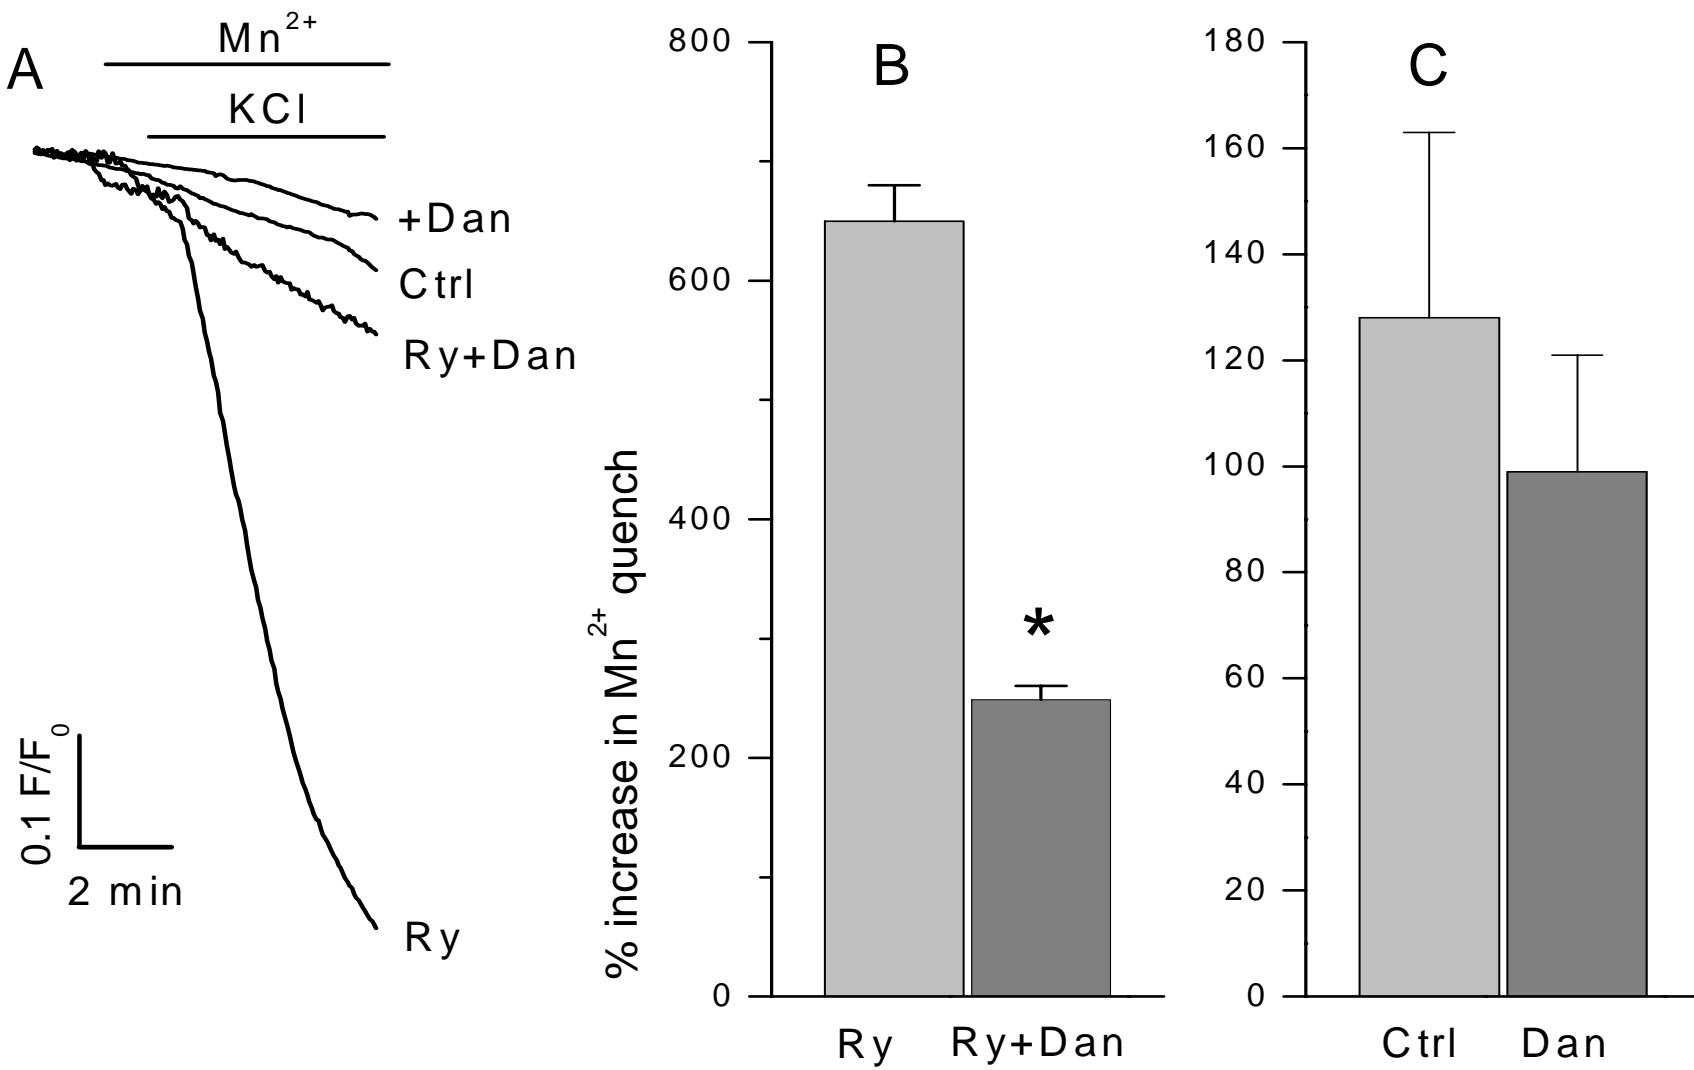 A
Mn²⁺
KCl
+Dan
Ctrl
Ry+Dan
Ry
0.1 F/F₀
2 min
B
% increase in Mn²⁺ quench
800
600
400
200
0
Ry Ry+Dan
*
C
180
160
140
120
100
80
60
40
20
0
Ctrl Dan